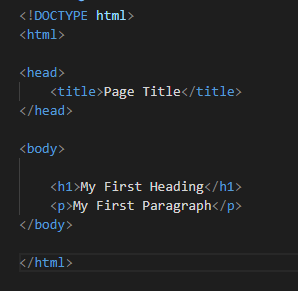 <!DOCTYPE html>
<html>
<head>
<title>Page Title</title>
</head>
<body>
<h1>My First Heading</h1>
<p>My First Paragraph</p>
</body>
</html>